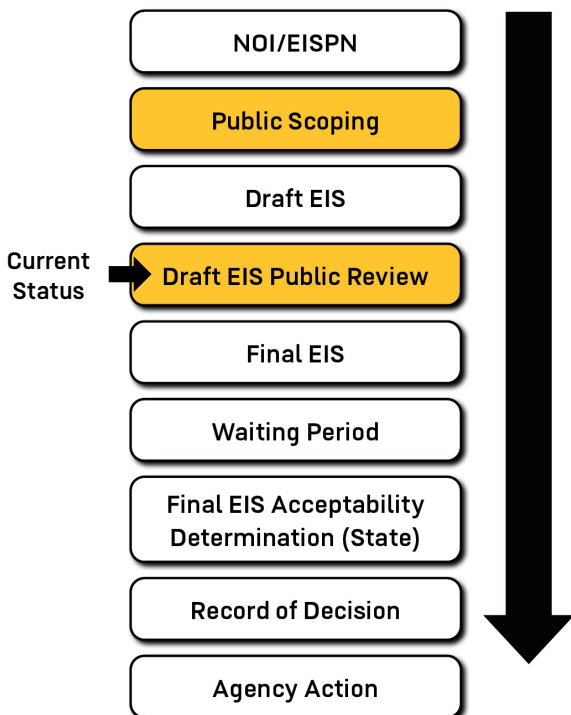 NOI/EISPN
Public Scoping
Draft EIS
Current
Status
Draft EIS Public Review
Final EIS
Waiting Period
Final EIS Acceptability
Determination (State)
Record of Decision
Agency Action